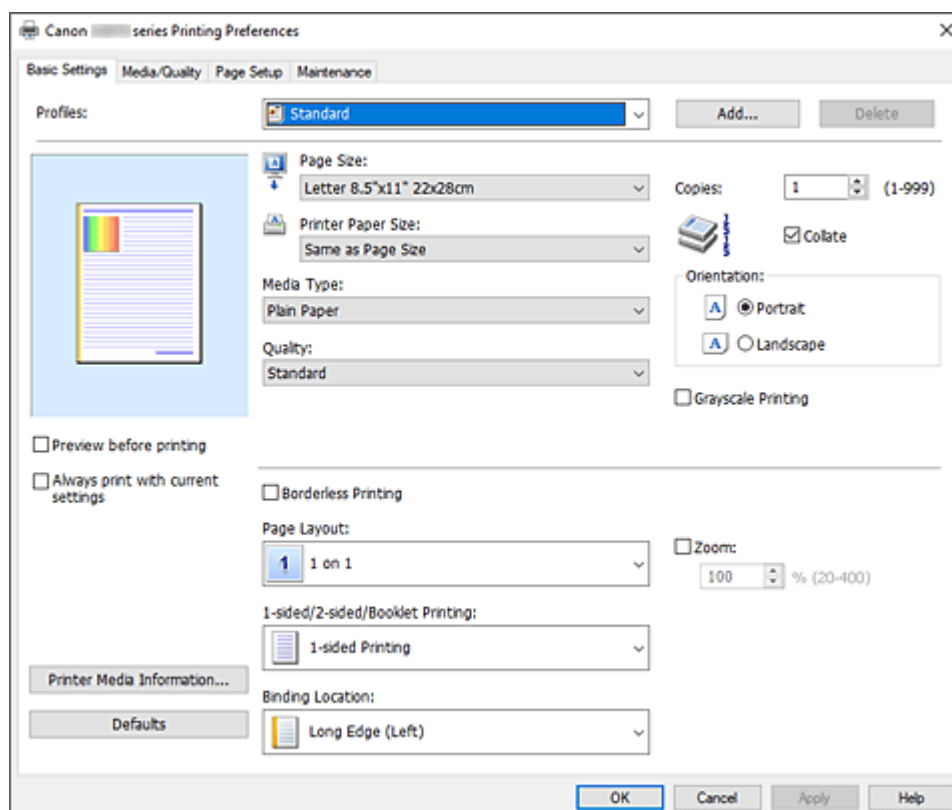 Canon series Printing Preferences
Basic Settings Media/Quality Page Setup Maintenance
Profiles: Standard Add... Delete
Page Size:
Letter 8.5"x11" 22x28cm
Copies: 1 (1-999)
Printer Paper Size:
Same as Page Size
Collate
Media Type:
Plain Paper
Orientation:
Portrait
Landscape
Quality:
Standard
Grayscale Printing
Preview before printing
Always print with current
settings
Borderless Printing
Page Layout:
1 on 1
Zoom:
100 % (20-400)
1-sided/2-sided/Booklet Printing:
1-sided Printing
Printer Media Information...
Defaults
Binding Location:
Long Edge (Left)
OK Cancel Apply Help